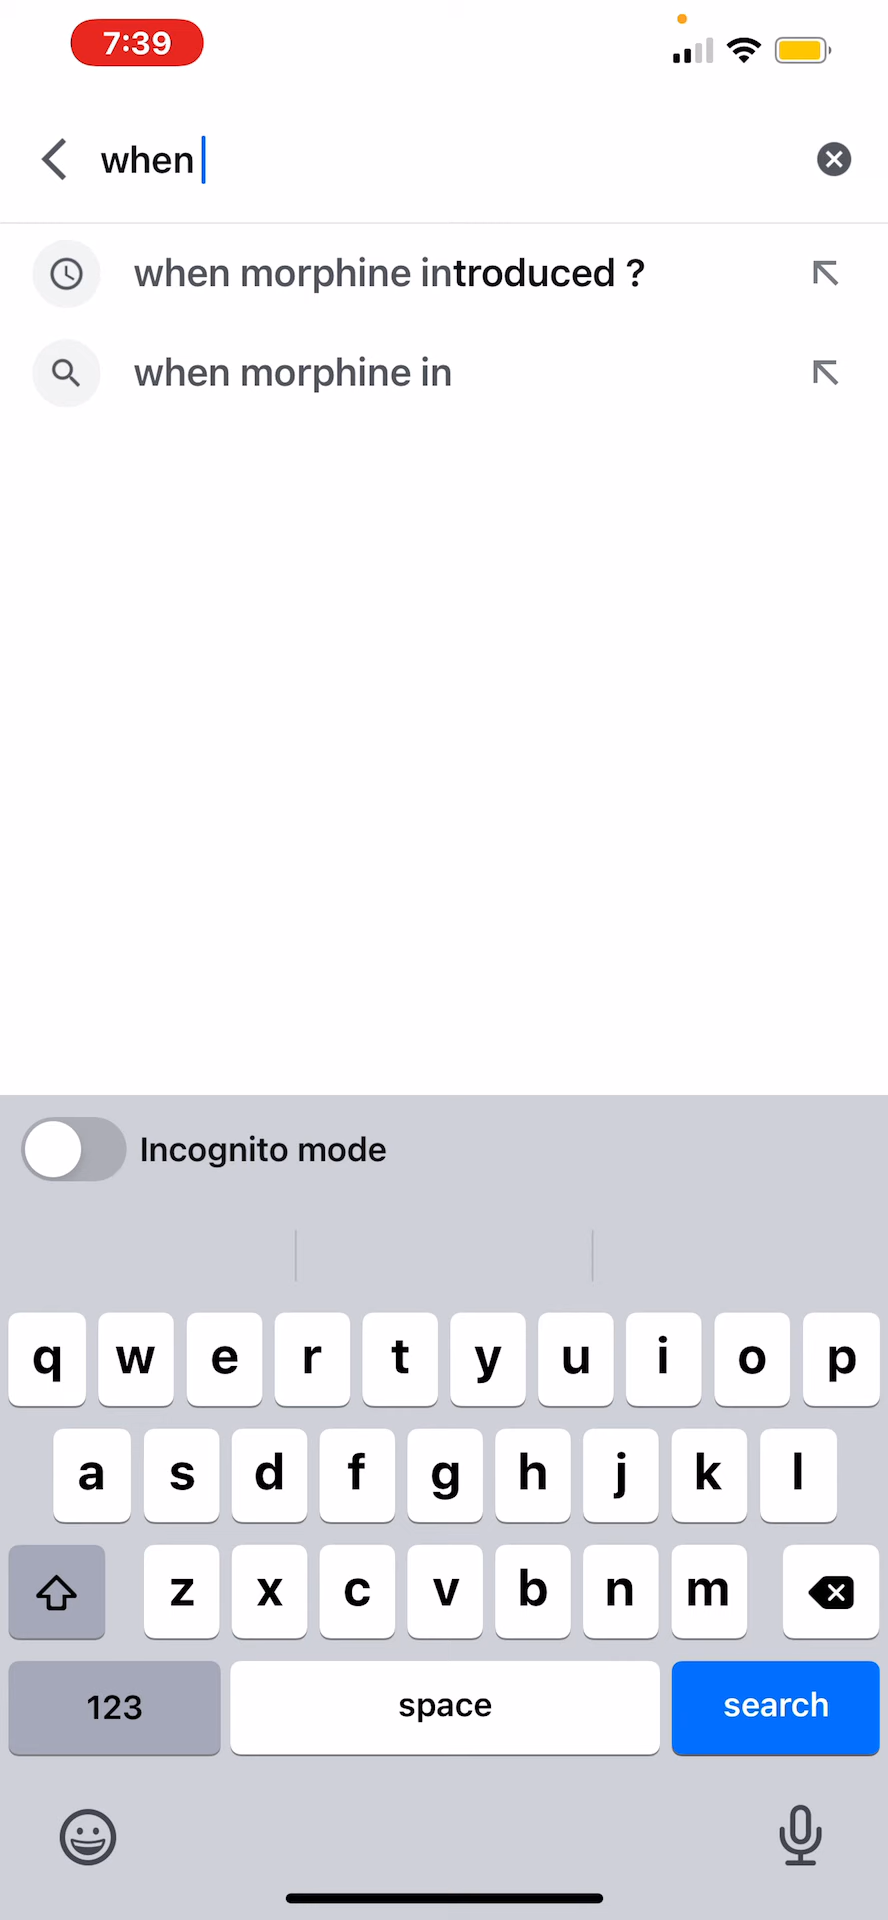 7:39
when
when morphine introduced ?
when morphine in
Incognito mode
q w e r t y u i o p
a s d f g h j k l
z x c v b n m
123 space search